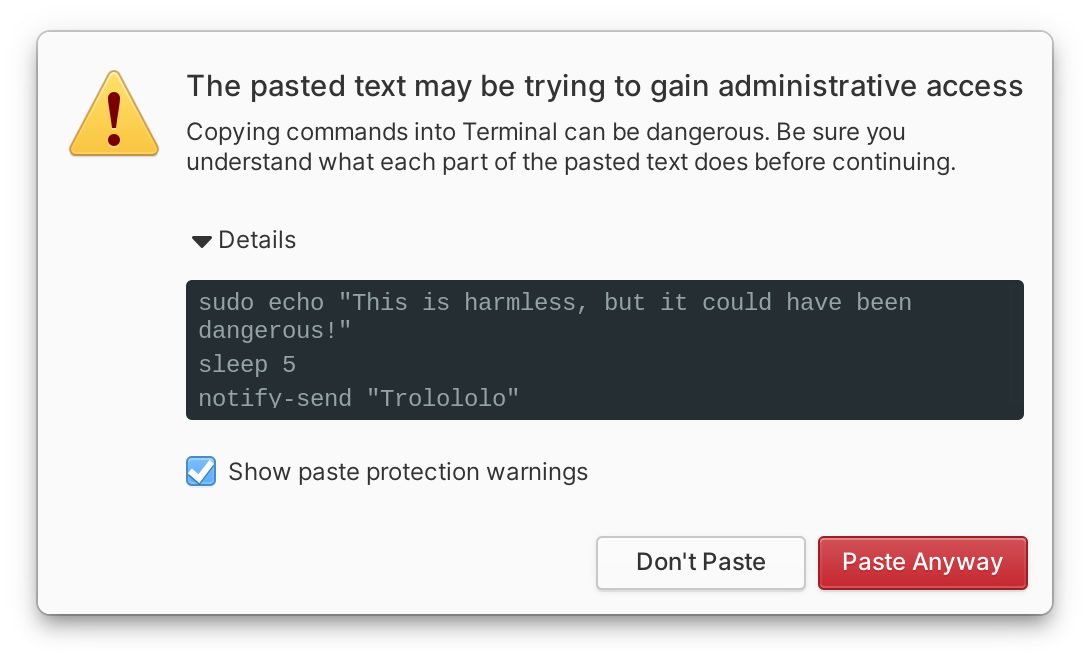 The pasted text may be trying to gain administrative access
Copying commands into Terminal can be dangerous. Be sure you
understand what each part of the pasted text does before continuing.
Details
sudo echo "This is harmless, but it could have been
dangerous!"
sleep 5
notify-send "Trolololo"
Show paste protection warnings
Don't Paste
Paste Anyway